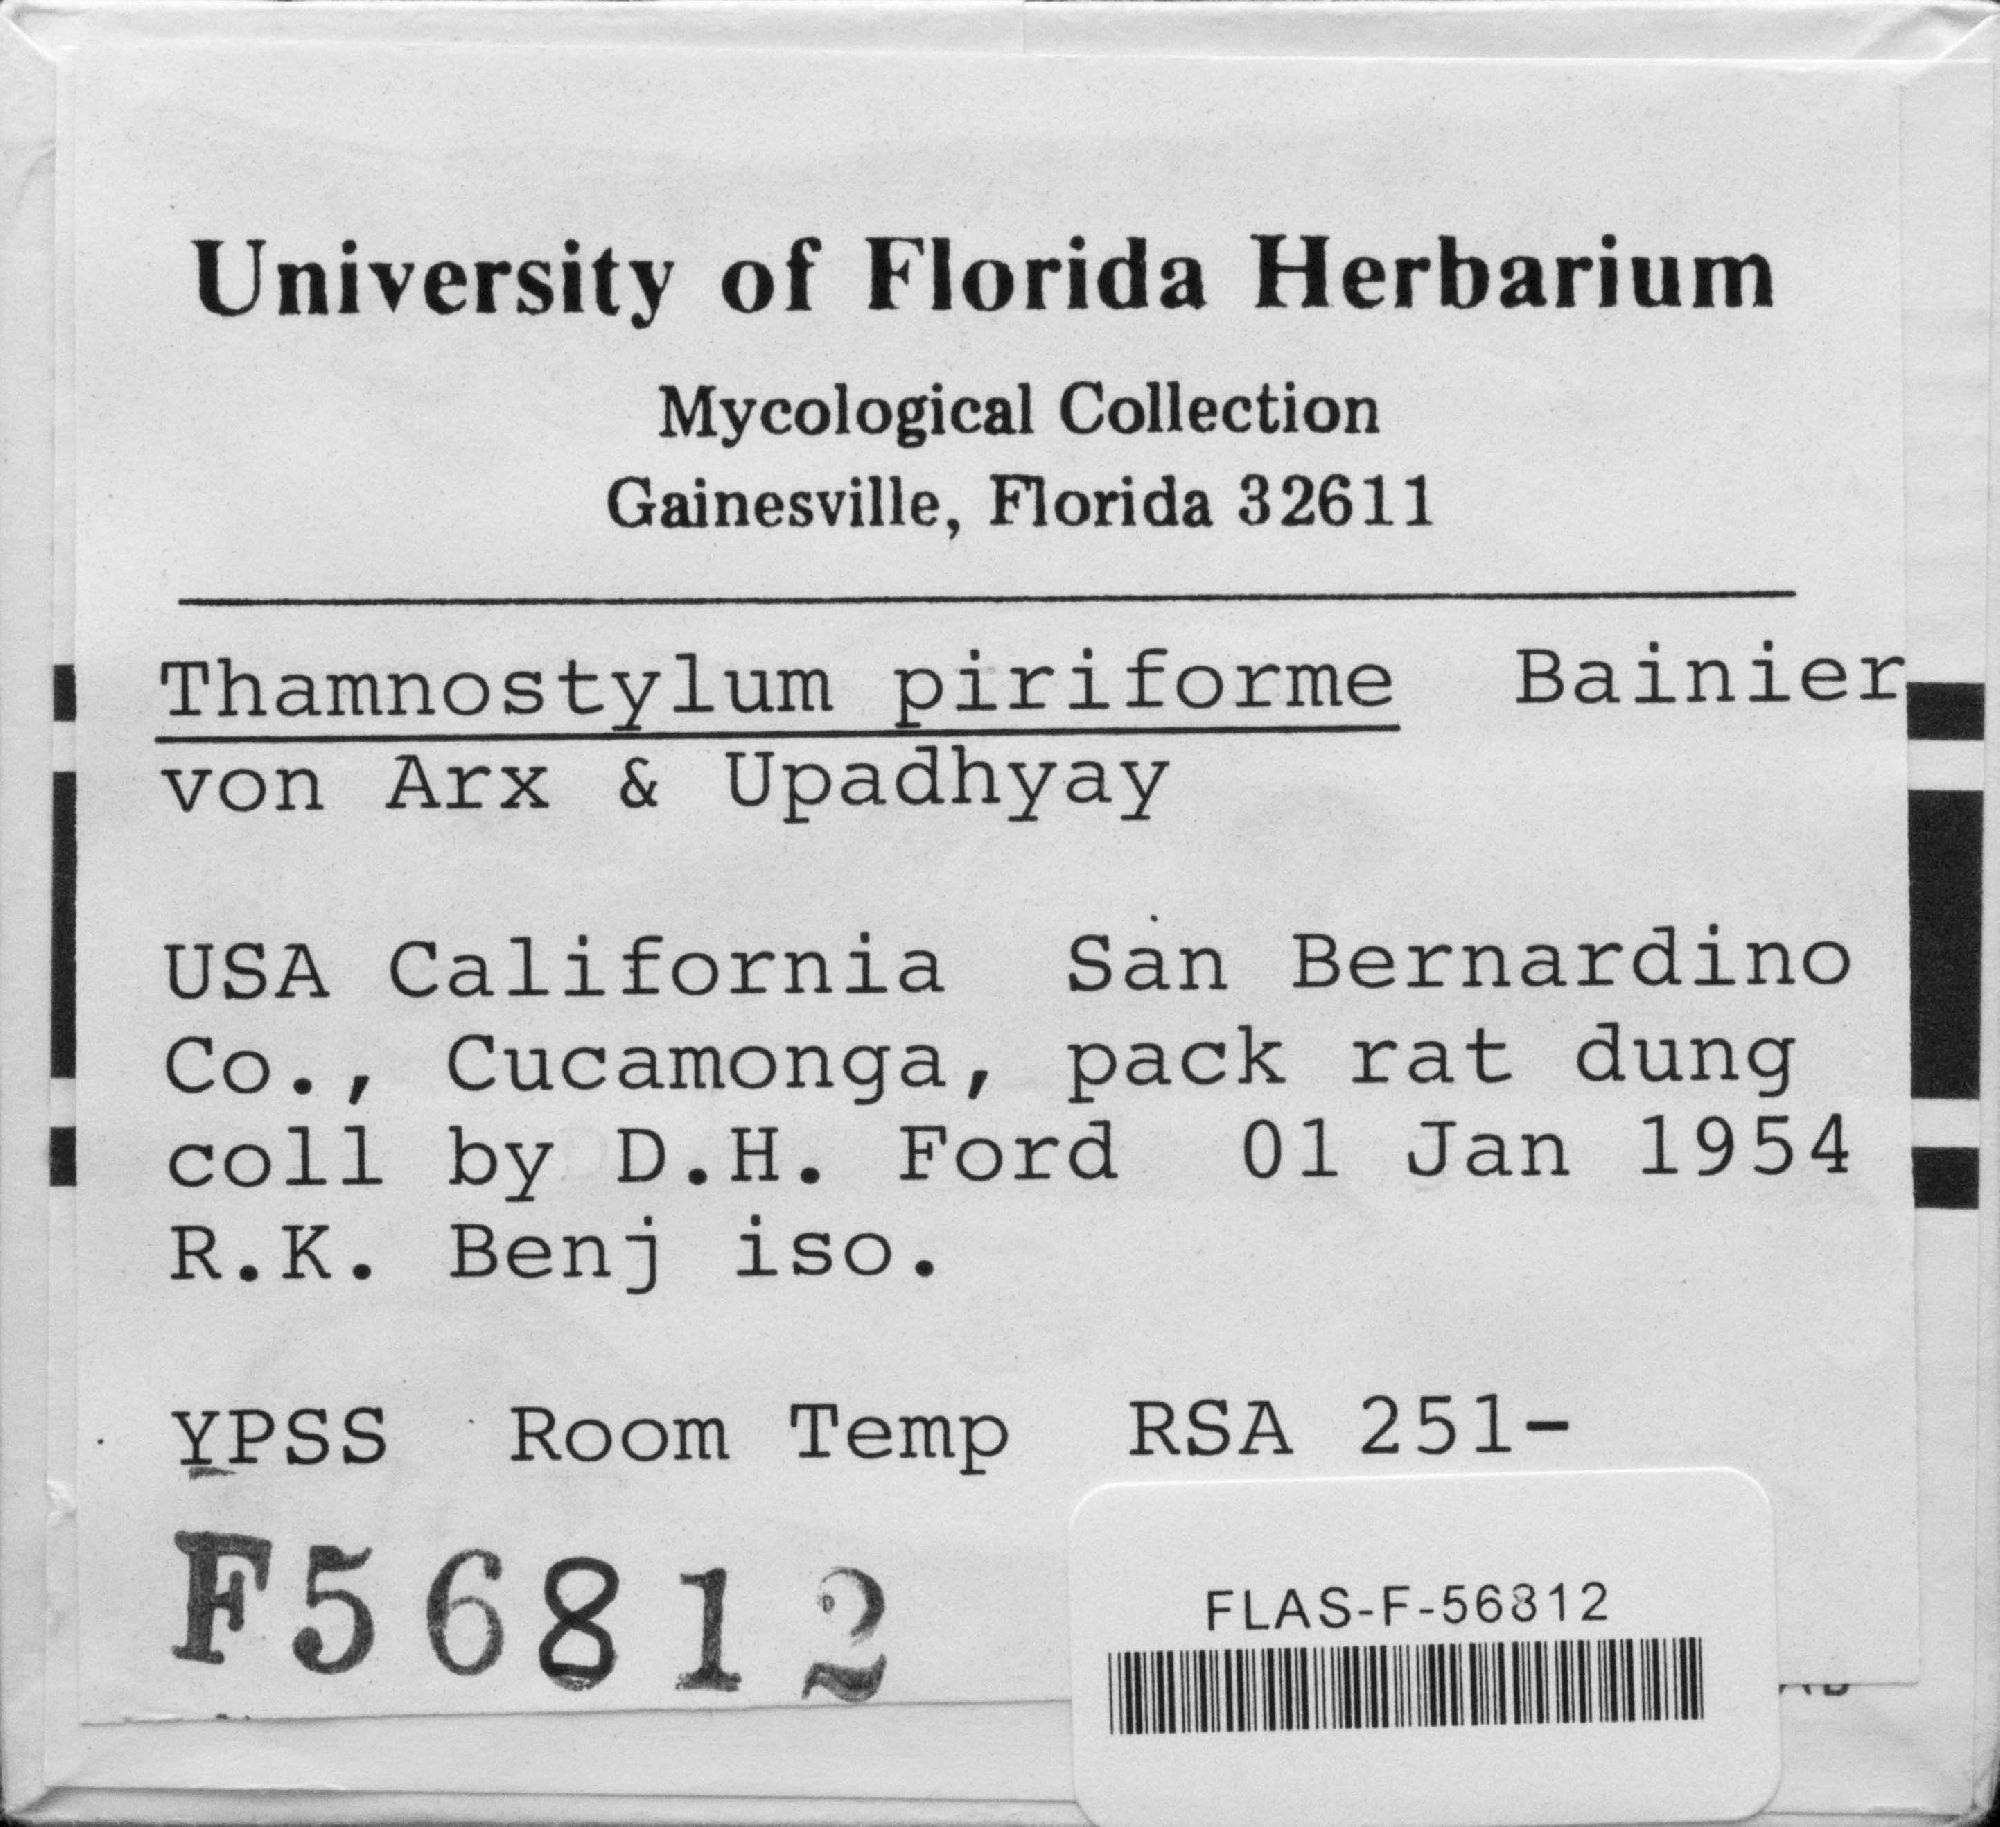 University of Florida Herbarium
Mycological Collection
Gainesville, Florida 32611
Thamnostylum piriforme Bainier
von Arx & Upadhyay
USA California San Bernardino
Co., Cucamonga, pack rat dung
coll by D.H. Ford 01 Jan 1954
R.K. Benj iso.
YPSS Room Temp RSA 251-
F56812
FLAS-F-56812